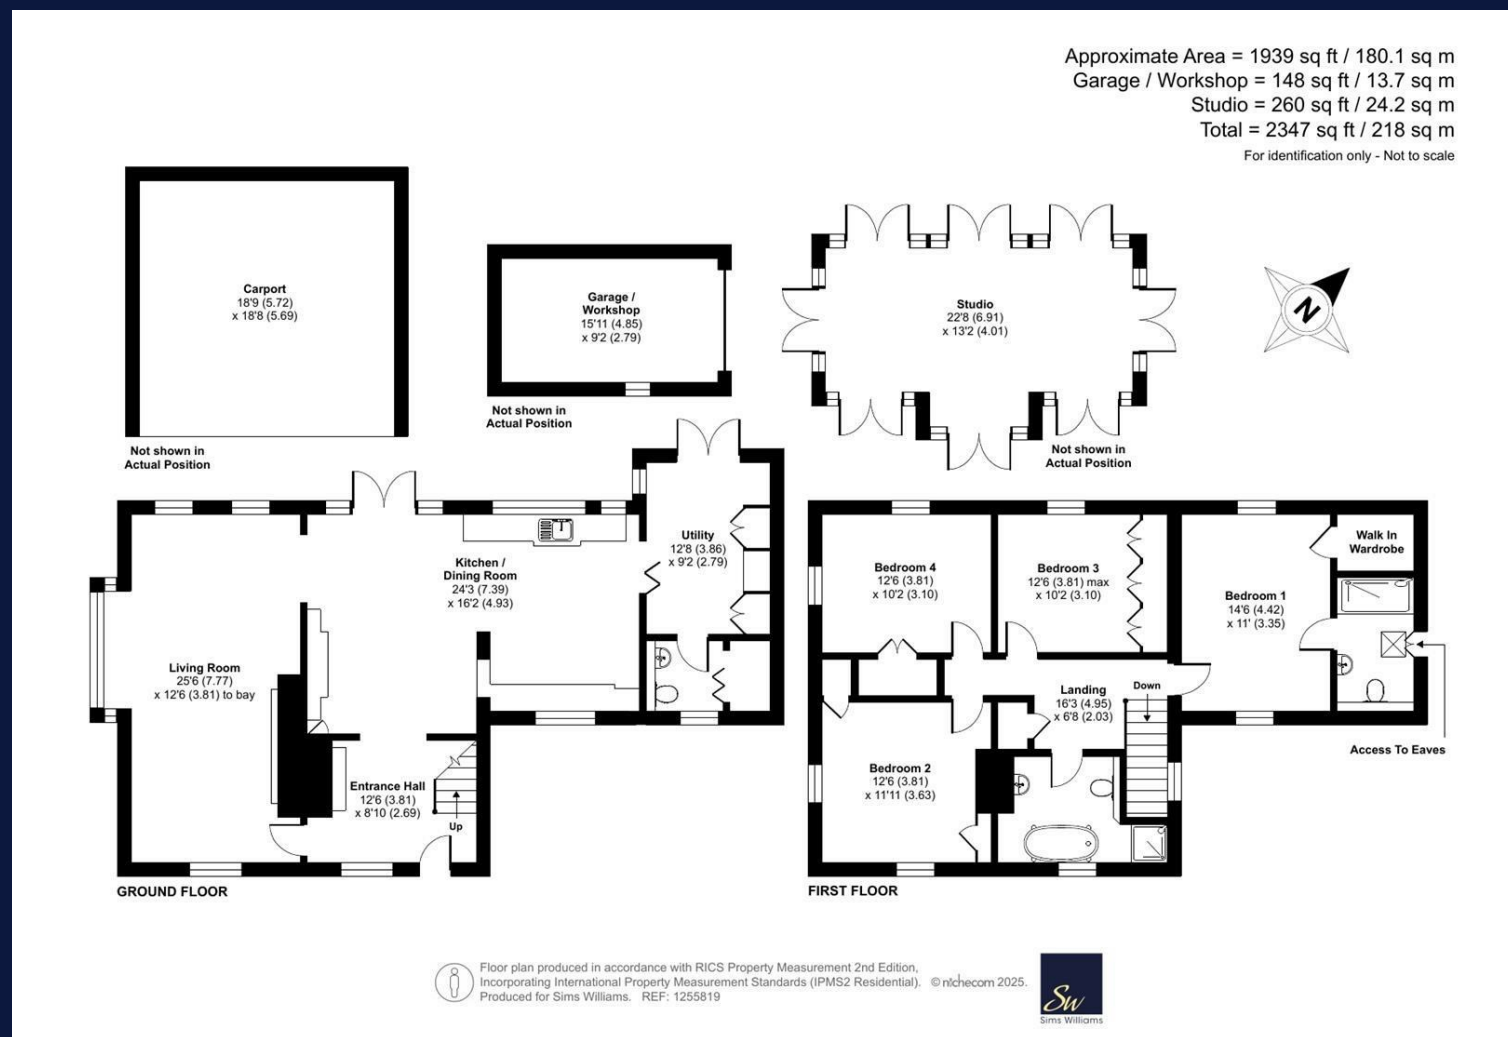 Approximate Area = 1939 sq ft / 180.1 sq m
Garage / Workshop = 148 sq ft / 13.7 sq m
Studio = 260 sq ft / 24.2 sq m
Total = 2347 sq ft / 218 sq m
For identification only - Not to scale
Carport
18'9 (5.72)
x 18'8 (5.69)
Not shown in
Actual Position
Garage /
Workshop
15'11 (4.85)
x 9'2 (2.79)
Not shown in
Actual Position
Studio
22'8 (6.91)
x 13'2 (4.01)
Not shown in
Actual Position
N
Utility
12'8 (3.86)
x 9'2 (2.79)
Kitchen /
Dining Room
24'3 (7.39)
x 16'2 (4.93)
Living Room
25'6 (7.77)
x 12'6 (3.81) to bay
Entrance Hall
12'6 (3.81)
x 8'10 (2.69)
Up
GROUND FLOOR
Bedroom 4
12'6 (3.81)
x 10'2 (3.10)
Bedroom 3
12'6 (3.81) max
x 10'2 (3.10)
Walk In
Wardrobe
Bedroom 1
14'6 (4.42)
x 11' (3.35)
Landing
16'3 (4.95)
x 6'8 (2.03)
Down
Access To Eaves
Bedroom 2
12'6 (3.81)
x 11'11 (3.63)
FIRST FLOOR
Floor plan produced in accordance with RICS Property Measurement 2nd Edition,
Incorporating International Property Measurement Standards (IPMS2 Residential). © nichecom 2025.
Produced for Sims Williams. REF: 1255819
Sw
Sims Williams